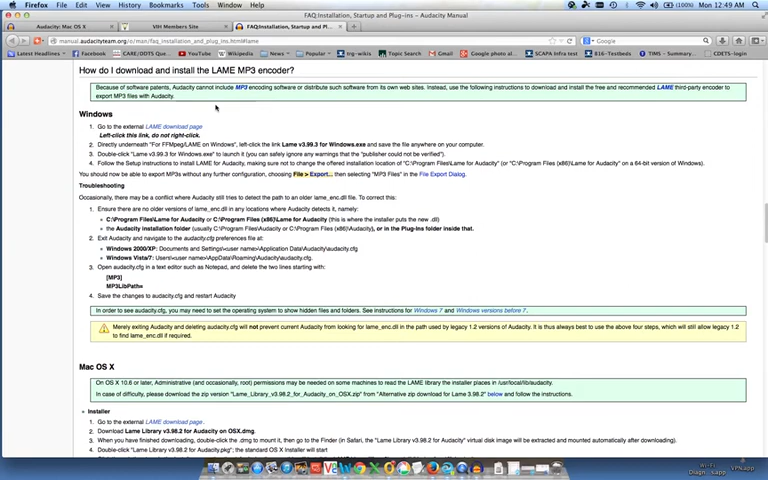 Firefox File Edit View History Bookmarks Tools Window Help
(100%) Wed 12:49 AM
FAQ:Installation, Startup and Plug-ins - Audacity Manual
Audacity: Mac OS X
VIH Members Site
FAQ:Installation, Startup and Pl...
manual.audacityteam.org/o/man/faq_installation_and_plug_ins.html#lame
Google
Latest Headlines Facebook CARE/DDTS Que... YouTube Wikipedia News Popular trg-wikis Topic Search Gmail Google photo al... SCAPA Infra test B16-Testbeds TIMS - Summary... CDETS-login
How do I download and install the LAME MP3 encoder?
Because of software patents, Audacity cannot include MP3 encoding software or distribute such software from its own web sites. Instead, use the following instructions to download and install the free and recommended LAME third-party encoder to
export MP3 files with Audacity.
Windows
1. Go to the external LAME download page
Left-click this link, do not right-click.
2. Directly underneath "For FFMpeg/LAME on Windows", left-click the link Lame v3.99.3 for Windows.exe and save the file anywhere on your computer.
3. Double-click "Lame v3.99.3 for Windows.exe" to launch it (you can safely ignore any warnings that the "publisher could not be verified").
4. Follow the Setup instructions to install LAME for Audacity, making sure not to change the offered installation location of "C:\Program Files\Lame for Audacity" (or "C:\Program Files (x86)\Lame for Audacity" on a 64-bit version of Windows).
You should now be able to export MP3s without any further configuration, choosing File > Export... then selecting "MP3 Files" in the File Export Dialog.
Troubleshooting
Occasionally, there may be a conflict where Audacity still tries to detect the path to an older lame_enc.dll file. To correct this:
1. Ensure there are no older versions of lame_enc.dll in any locations where Audacity detects it, namely:
C:\Program Files\Lame for Audacity or C:\Program Files (x86)\Lame for Audacity (this is where the installer puts the new .dll)
the Audacity installation folder (usually C:\Program Files\Audacity or C:\Program Files (x86)\Audacity), or in the Plug-Ins folder inside that.
2. Exit Audacity and navigate to the audacity.cfg preferences file at:
Windows 2000/XP: Documents and Settings\<user name>\Application Data\Audacity\audacity.cfg
Windows Vista/7: Users\<user name>\AppData\Roaming\Audacity\audacity.cfg.
3. Open audacity.cfg in a text editor such as Notepad, and delete the two lines starting with:
[MP3]
MP3LibPath=
4. Save the changes to audacity.cfg and restart Audacity
In order to see audacity.cfg, you may need to set the operating system to show hidden files and folders. See instructions for Windows 7 and Windows versions before 7.
Merely exiting Audacity and deleting audacity.cfg will not prevent current Audacity from looking for lame_enc.dll in the path used by legacy 1.2 versions of Audacity. It is thus always best to use the above four steps, which will still allow legacy 1.2
to find lame_enc.dll if required.
Mac OS X
On OS X 10.6 or later, Administrative (and occasionally, root) permissions may be needed on some machines to read the LAME library the installer places in /usr/local/lib/audacity.
In case of difficulty, please download the zip version "Lame_Library_v3.98.2_for_Audacity_on_OSX.zip" from "Alternative zip download for Lame 3.98.2" below and follow the instructions.
Installer
1. Go to the external LAME download page.
2. Download Lame Library v3.98.2 for Audacity on OSX.dmg.
3. When you have finished downloading, double-click the .dmg to mount it, then go to the Finder (in Safari, the "Lame Library v3.98.2 for Audacity" virtual disk image will be extracted and mounted automatically after downloading).
4. Double-click "Lame Library v3.98.2 for Audacity.pkg"; the standard OS X Installer will start